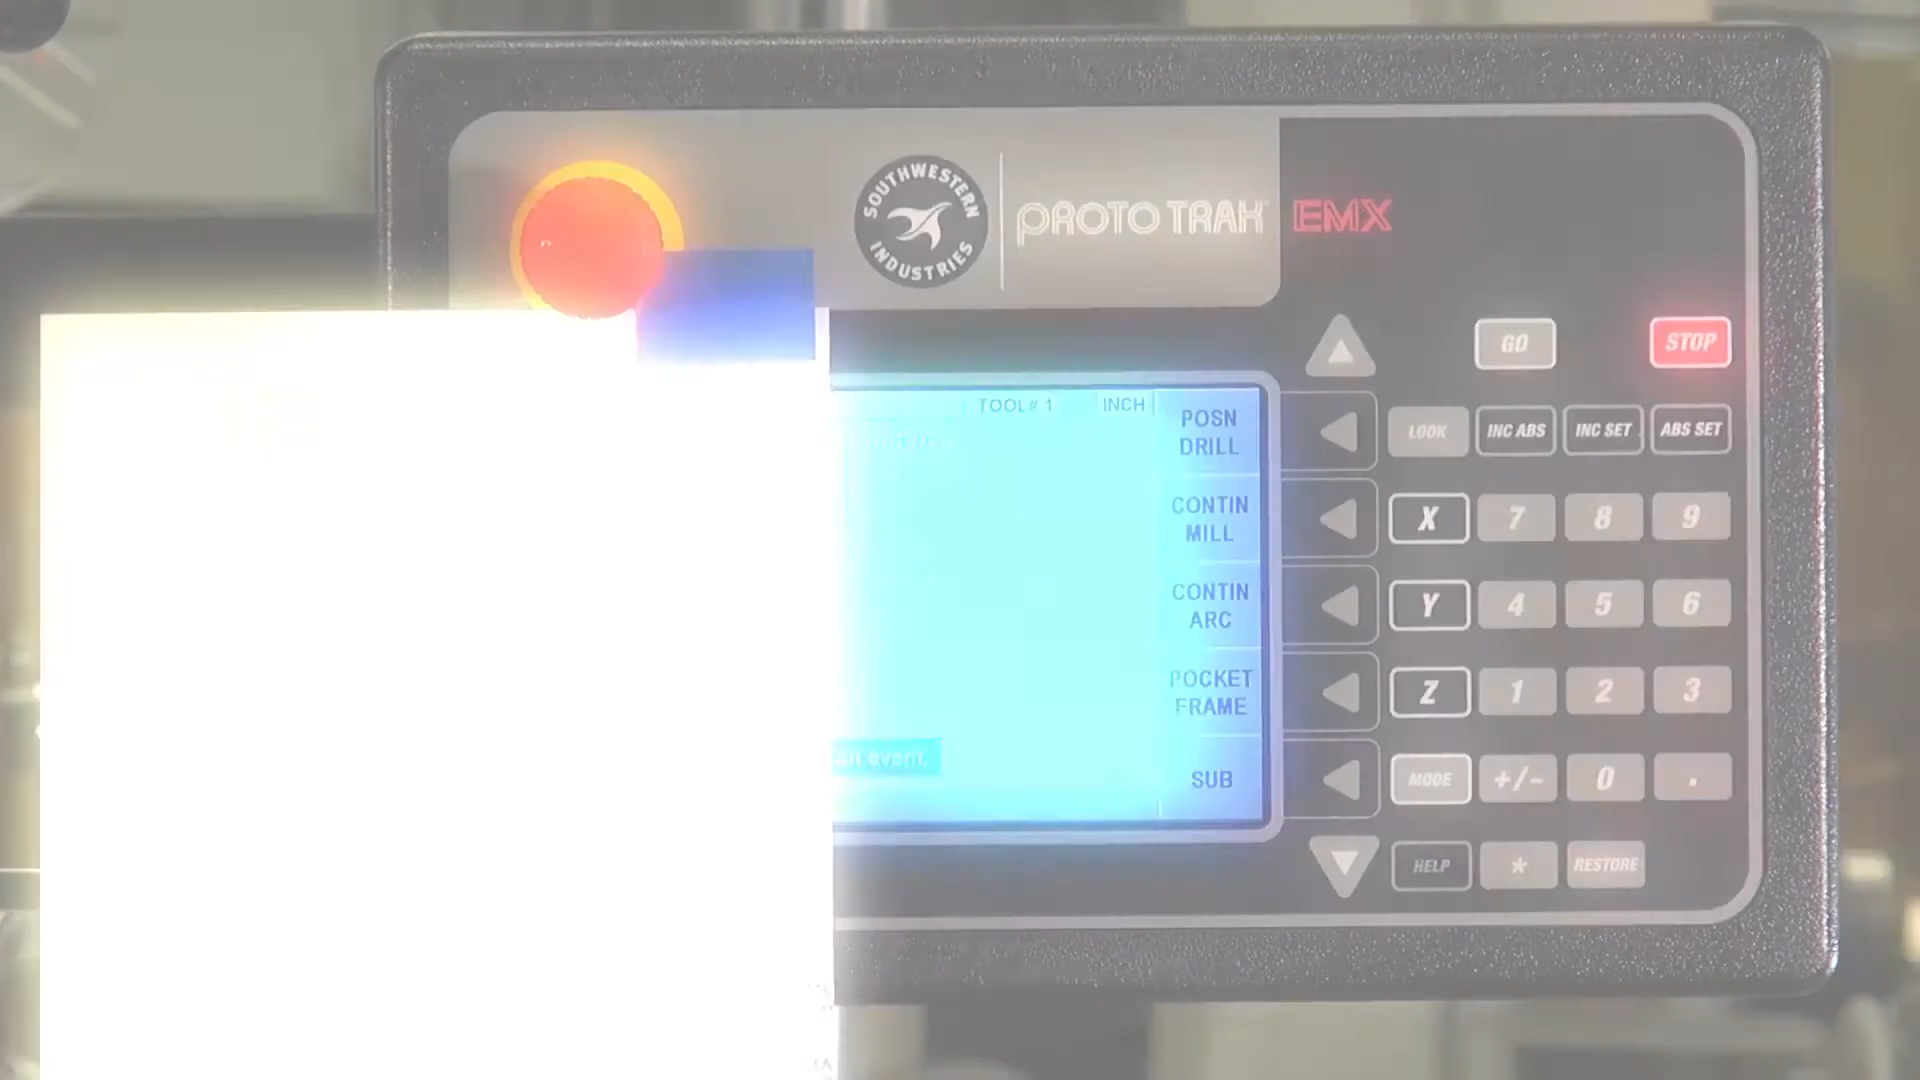 SOUTHWESTERN
INDUSTRIES
PROTO TRAK EMX
GO STOP
TOOL# 1 INCH
POSN
DRILL
LOOK INC ABS INC SET ABS SET
CONTIN
MILL
X 7 8 9
CONTIN
ARC
Y 4 5 6
POCKET
FRAME
Z 1 2 3
an event.
SUB
MODE +/- 0 .
HELP * RESTORE